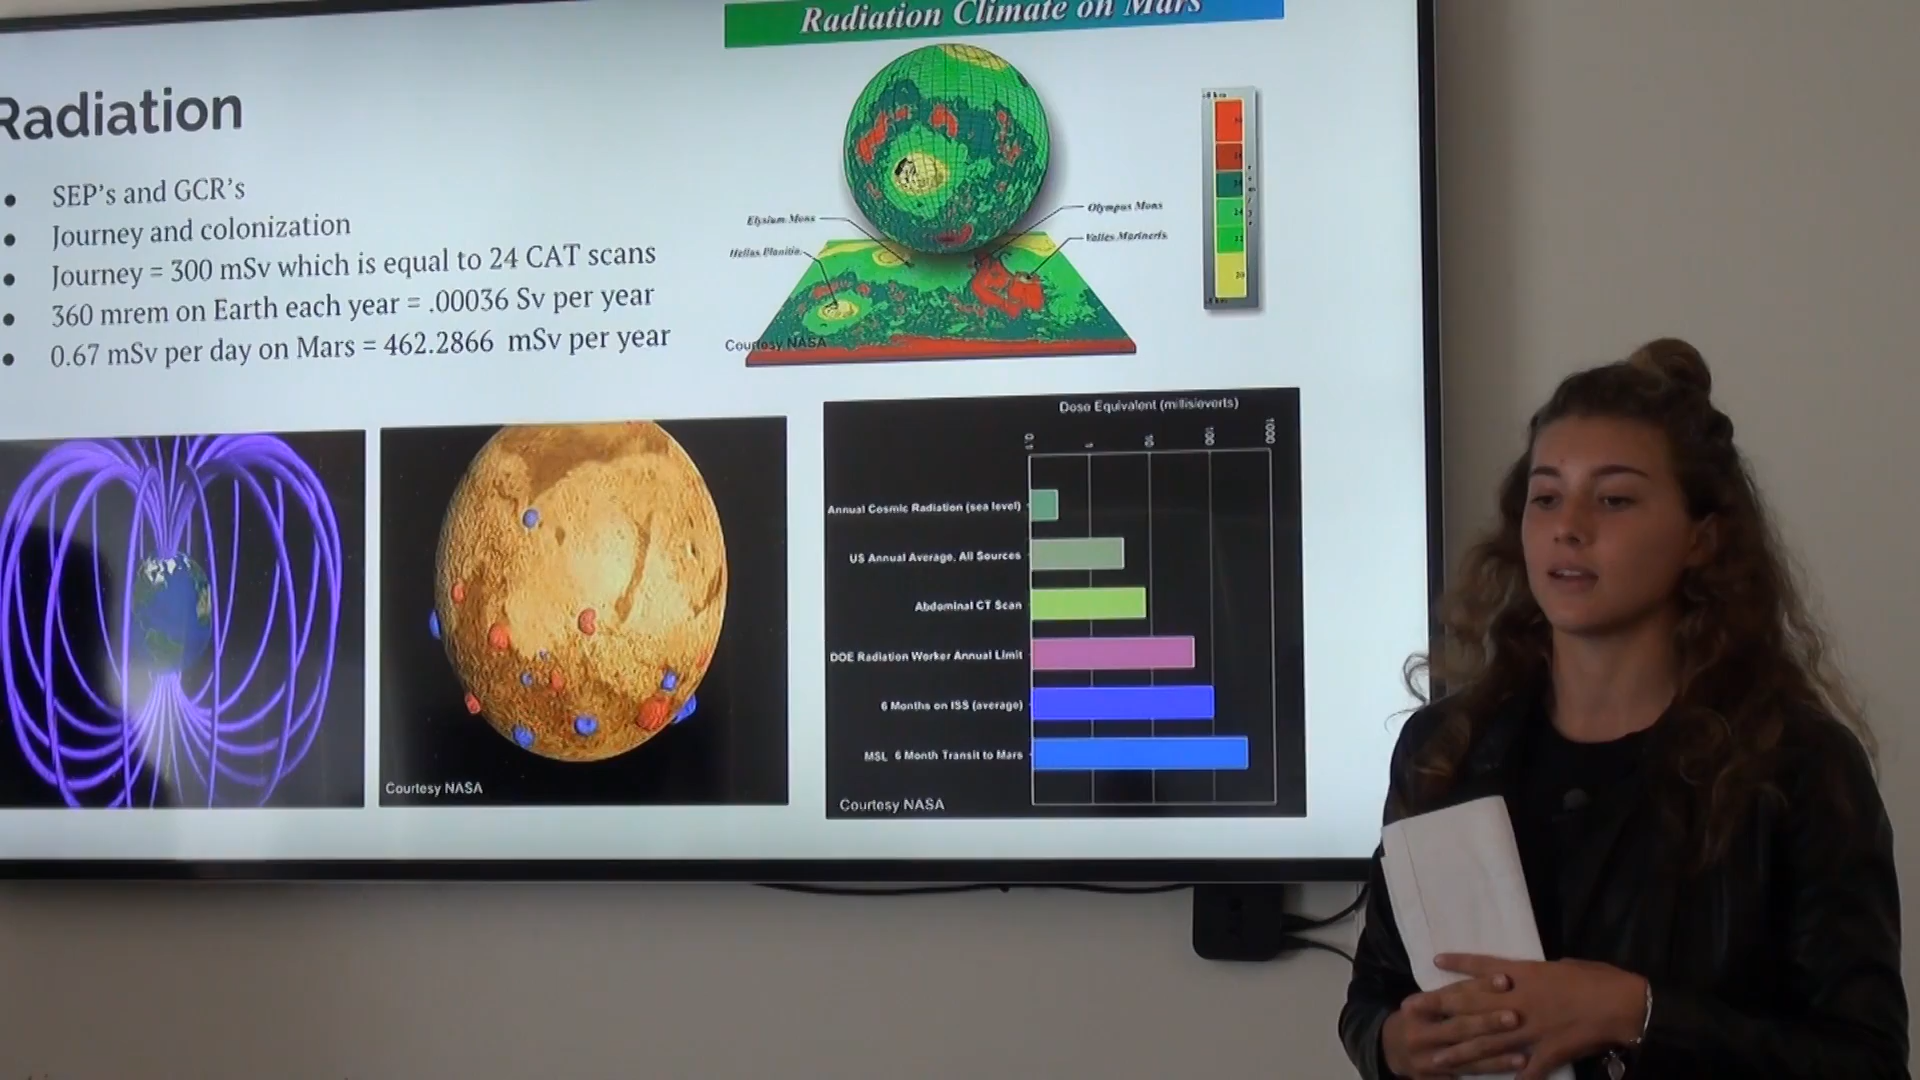 Radiation Climate on Mars
Radiation
SEP's and GCR's
Journey and colonization
Journey = 300 mSv which is equal to 24 CAT scans
360 mrem on Earth each year = .00036 Sv per year
0.67 mSv per day on Mars = 462.2866 mSv per year
Elysium Mons
Olympus Mons
Hellas Planitia
Valles Marineris
Courtesy NASA
Courtesy NASA
Dose Equivalent (millisieverts)
0.1 1 10 100 1000
Annual Cosmic Radiation (sea level)
US Annual Average, All Sources
Abdominal CT Scan
DOE Radiation Worker Annual Limit
6 Months on ISS (average)
MSL 6 Month Transit to Mars
Courtesy NASA